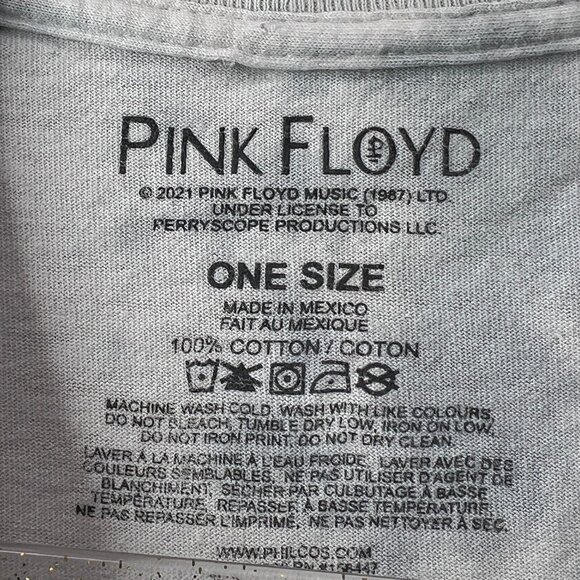 PINK FLOYD
© 2021 PINK FLOYD MUSIC (1987) LTD.
UNDER LICENSE TO
PERRYSCOPE PRODUCTIONS LLC.
ONE SIZE
MADE IN MEXICO
FAIT AU MEXIQUE
100% COTTON / COTON
MACHINE WASH COLD, WASH WITH LIKE COLOURS,
DO NOT BLEACH, TUMBLE DRY LOW, IRON ON LOW,
DO NOT IRON PRINT, DO NOT DRY CLEAN.
LAVER À LA MACHINE À L'EAU FROIDE, LAVER AVEC DES
COULEURS SEMBLABLES, NE PAS UTILISER D'AGENT DE
BLANCHIMENT, SÉCHER PAR CULBUTAGE À BASSE
TEMPÉRATURE, REPASSER À BASSE TEMPÉRATURE,
NE PAS REPASSER L'IMPRIMÉ, NE PAS NETTOYER À SEC.
WWW.PHILCOS.COM